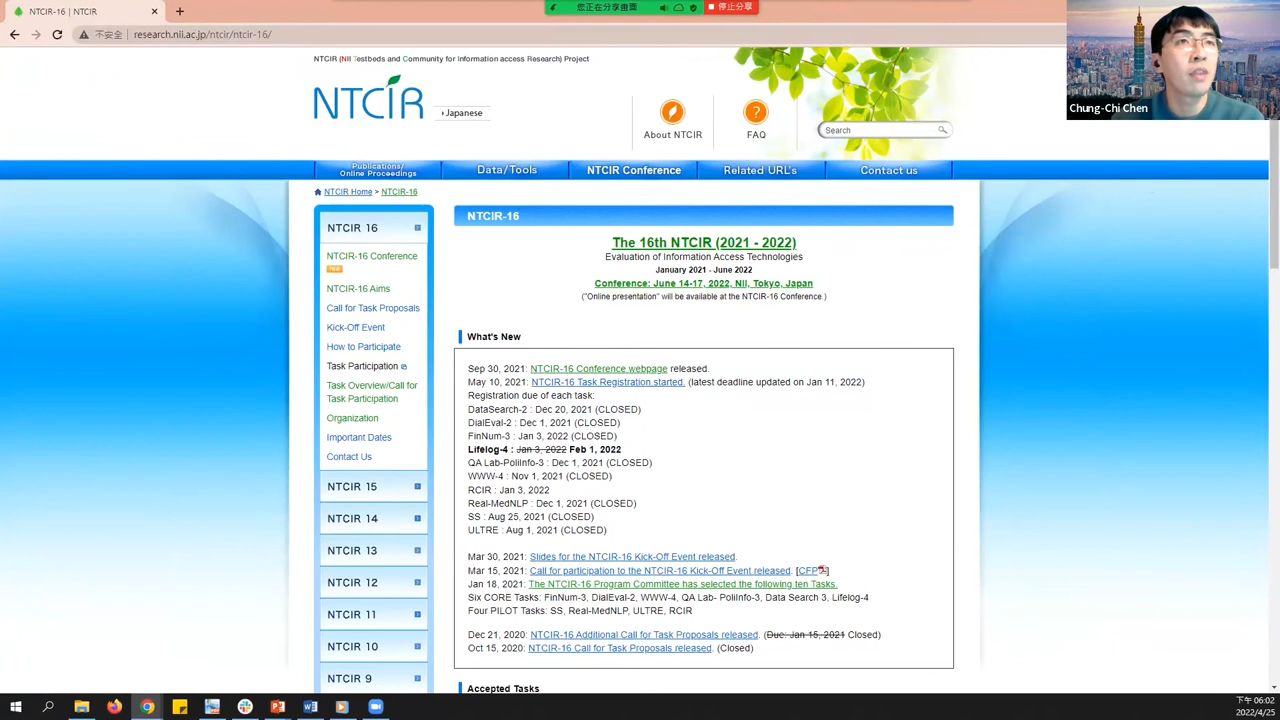 NTCIR-16 | NTCIR
您正在分享画面
停止分享
不安全 | research.nii.ac.jp/ntcir/ntcir-16/
Chung-Chi Chen
NTCIR (NII Testbeds and Community for Information access Research) Project
NTCIR
Japanese
About NTCIR
FAQ
Search
Publications/
Online Proceedings
Data/Tools
NTCIR Conference
Related URL's
Contact us
NTCIR Home > NTCIR-16
NTCIR 16
NTCIR-16 Conference
NTCIR-16 Aims
Call for Task Proposals
Kick-Off Event
How to Participate
Task Participation
Task Overview/Call for
Task Participation
Organization
Important Dates
Contact Us
NTCIR 15
NTCIR 14
NTCIR 13
NTCIR 12
NTCIR 11
NTCIR 10
NTCIR 9
NTCIR-16
The 16th NTCIR (2021 - 2022)
Evaluation of Information Access Technologies
January 2021 - June 2022
Conference: June 14-17, 2022, NII, Tokyo, Japan
("Online presentation" will be available at the NTCIR-16 Conference.)
What's New
Sep 30, 2021: NTCIR-16 Conference webpage released.
May 10, 2021: NTCIR-16 Task Registration started. (latest deadline updated on Jan 11, 2022)
Registration due of each task:
DataSearch-2 : Dec 20, 2021 (CLOSED)
DialEval-2 : Dec 1, 2021 (CLOSED)
FinNum-3 : Jan 3, 2022 (CLOSED)
Lifelog-4 : Jan 3, 2022 Feb 1, 2022
QA Lab-PoliInfo-3 : Dec 1, 2021 (CLOSED)
WWW-4 : Nov 1, 2021 (CLOSED)
RCIR : Jan 3, 2022
Real-MedNLP : Dec 1, 2021 (CLOSED)
SS : Aug 25, 2021 (CLOSED)
ULTRE : Aug 1, 2021 (CLOSED)
Mar 30, 2021: Slides for the NTCIR-16 Kick-Off Event released.
Mar 15, 2021: Call for participation to the NTCIR-16 Kick-Off Event released. [CFP]
Jan 18, 2021: The NTCIR-16 Program Committee has selected the following ten Tasks.
Six CORE Tasks: FinNum-3, DialEval-2, WWW-4, QA Lab- PoliInfo-3, Data Search 3, Lifelog-4
Four PILOT Tasks: SS, Real-MedNLP, ULTRE, RCIR
Dec 21, 2020: NTCIR-16 Additional Call for Task Proposals released. (Due: Jan 15, 2021 Closed)
Oct 15, 2020: NTCIR-16 Call for Task Proposals released. (Closed)
Accepted Tasks
下午 06:02
2022/4/25